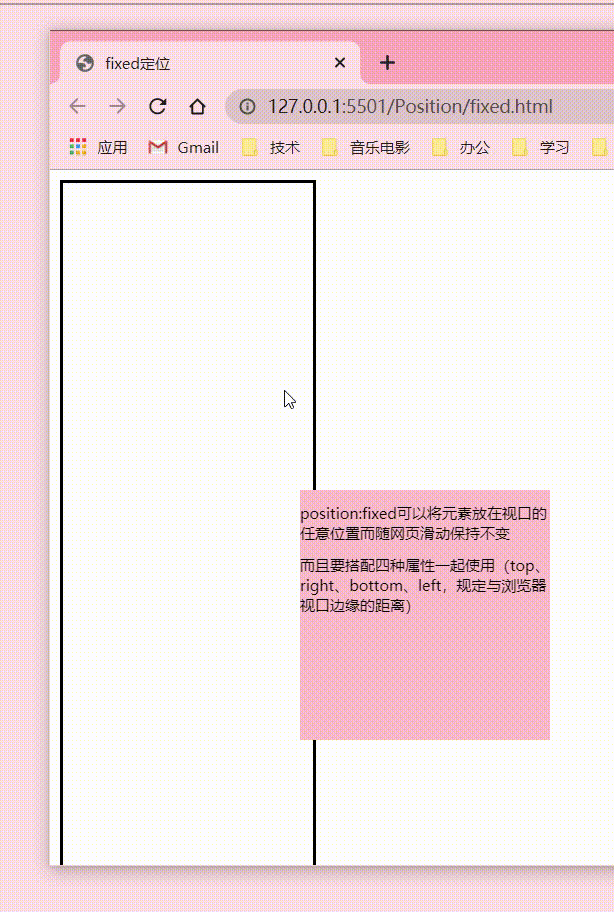 fixed定位
127.0.0.1:5501/Position/fixed.html
应用 Gmail 技术 音乐电影 办公 学习
position:fixed可以将元素放在视口的
任意位置而随网页滑动保持不变
而且要搭配四种属性一起使用（top、
right、bottom、left，规定与浏览器
视口边缘的距离）